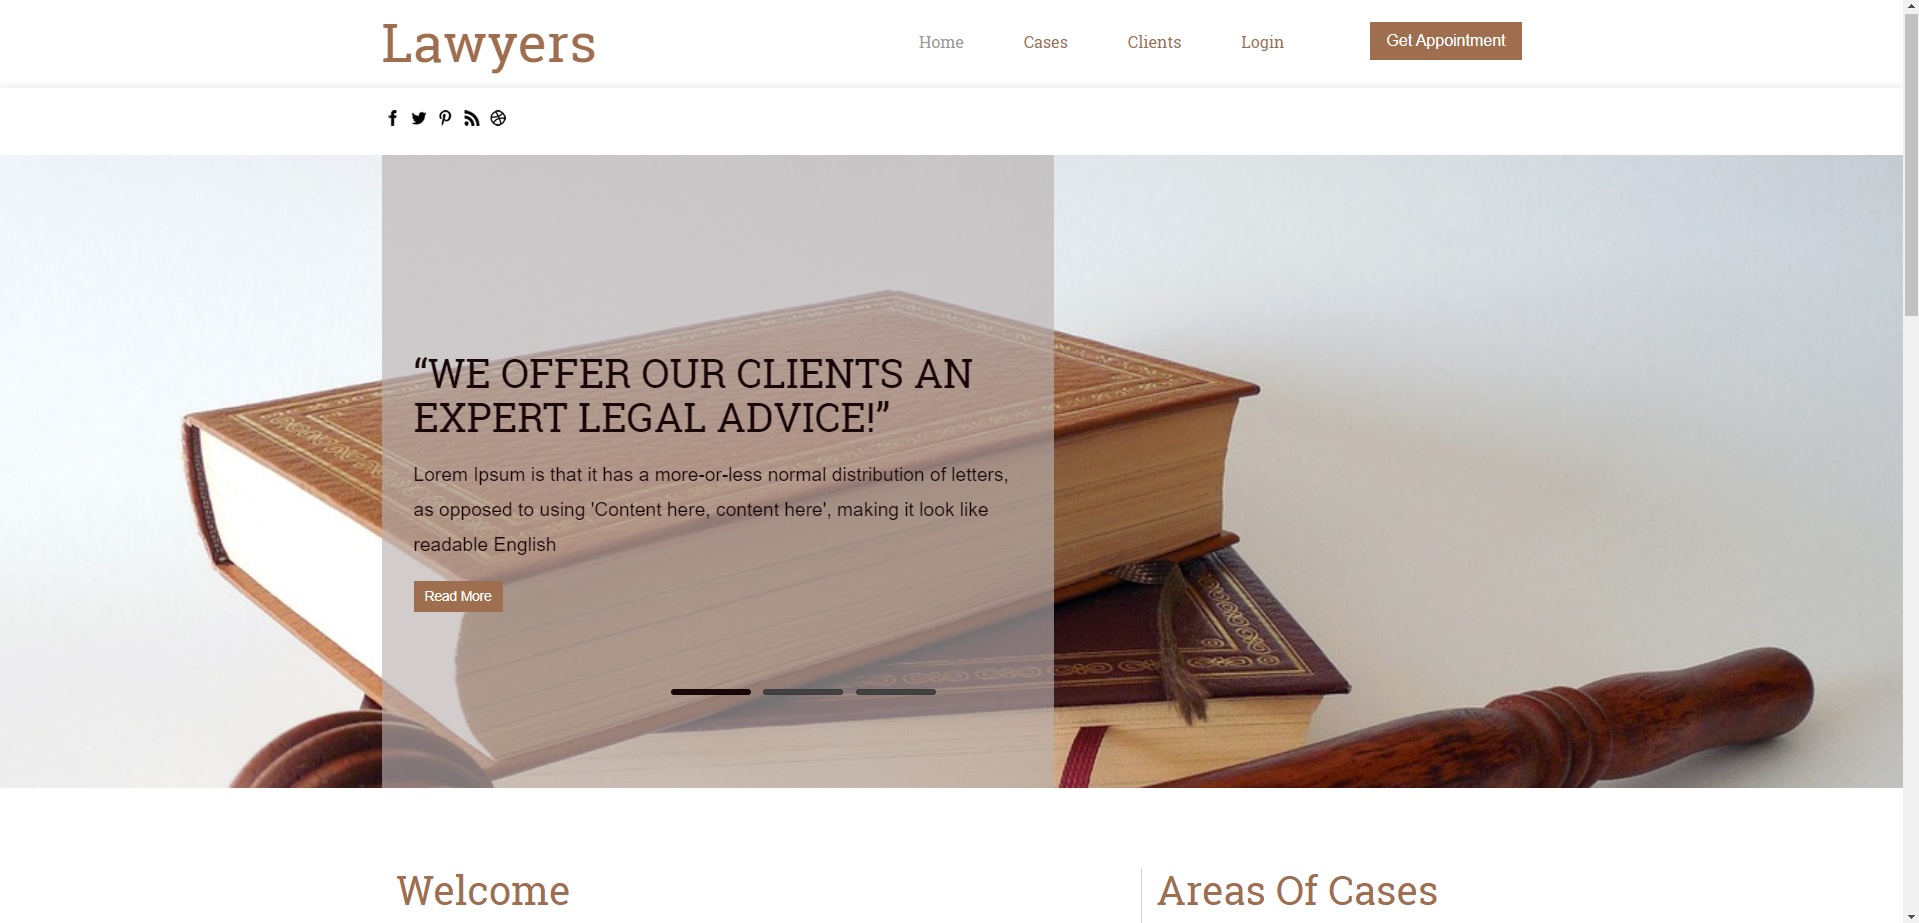 Lawyers
Home
Cases
Clients
Login
Get Appointment
“WE OFFER OUR CLIENTS AN
EXPERT LEGAL ADVICE!”
Lorem Ipsum is that it has a more-or-less normal distribution of letters,
as opposed to using 'Content here, content here', making it look like
readable English
Read More
Welcome
Areas Of Cases